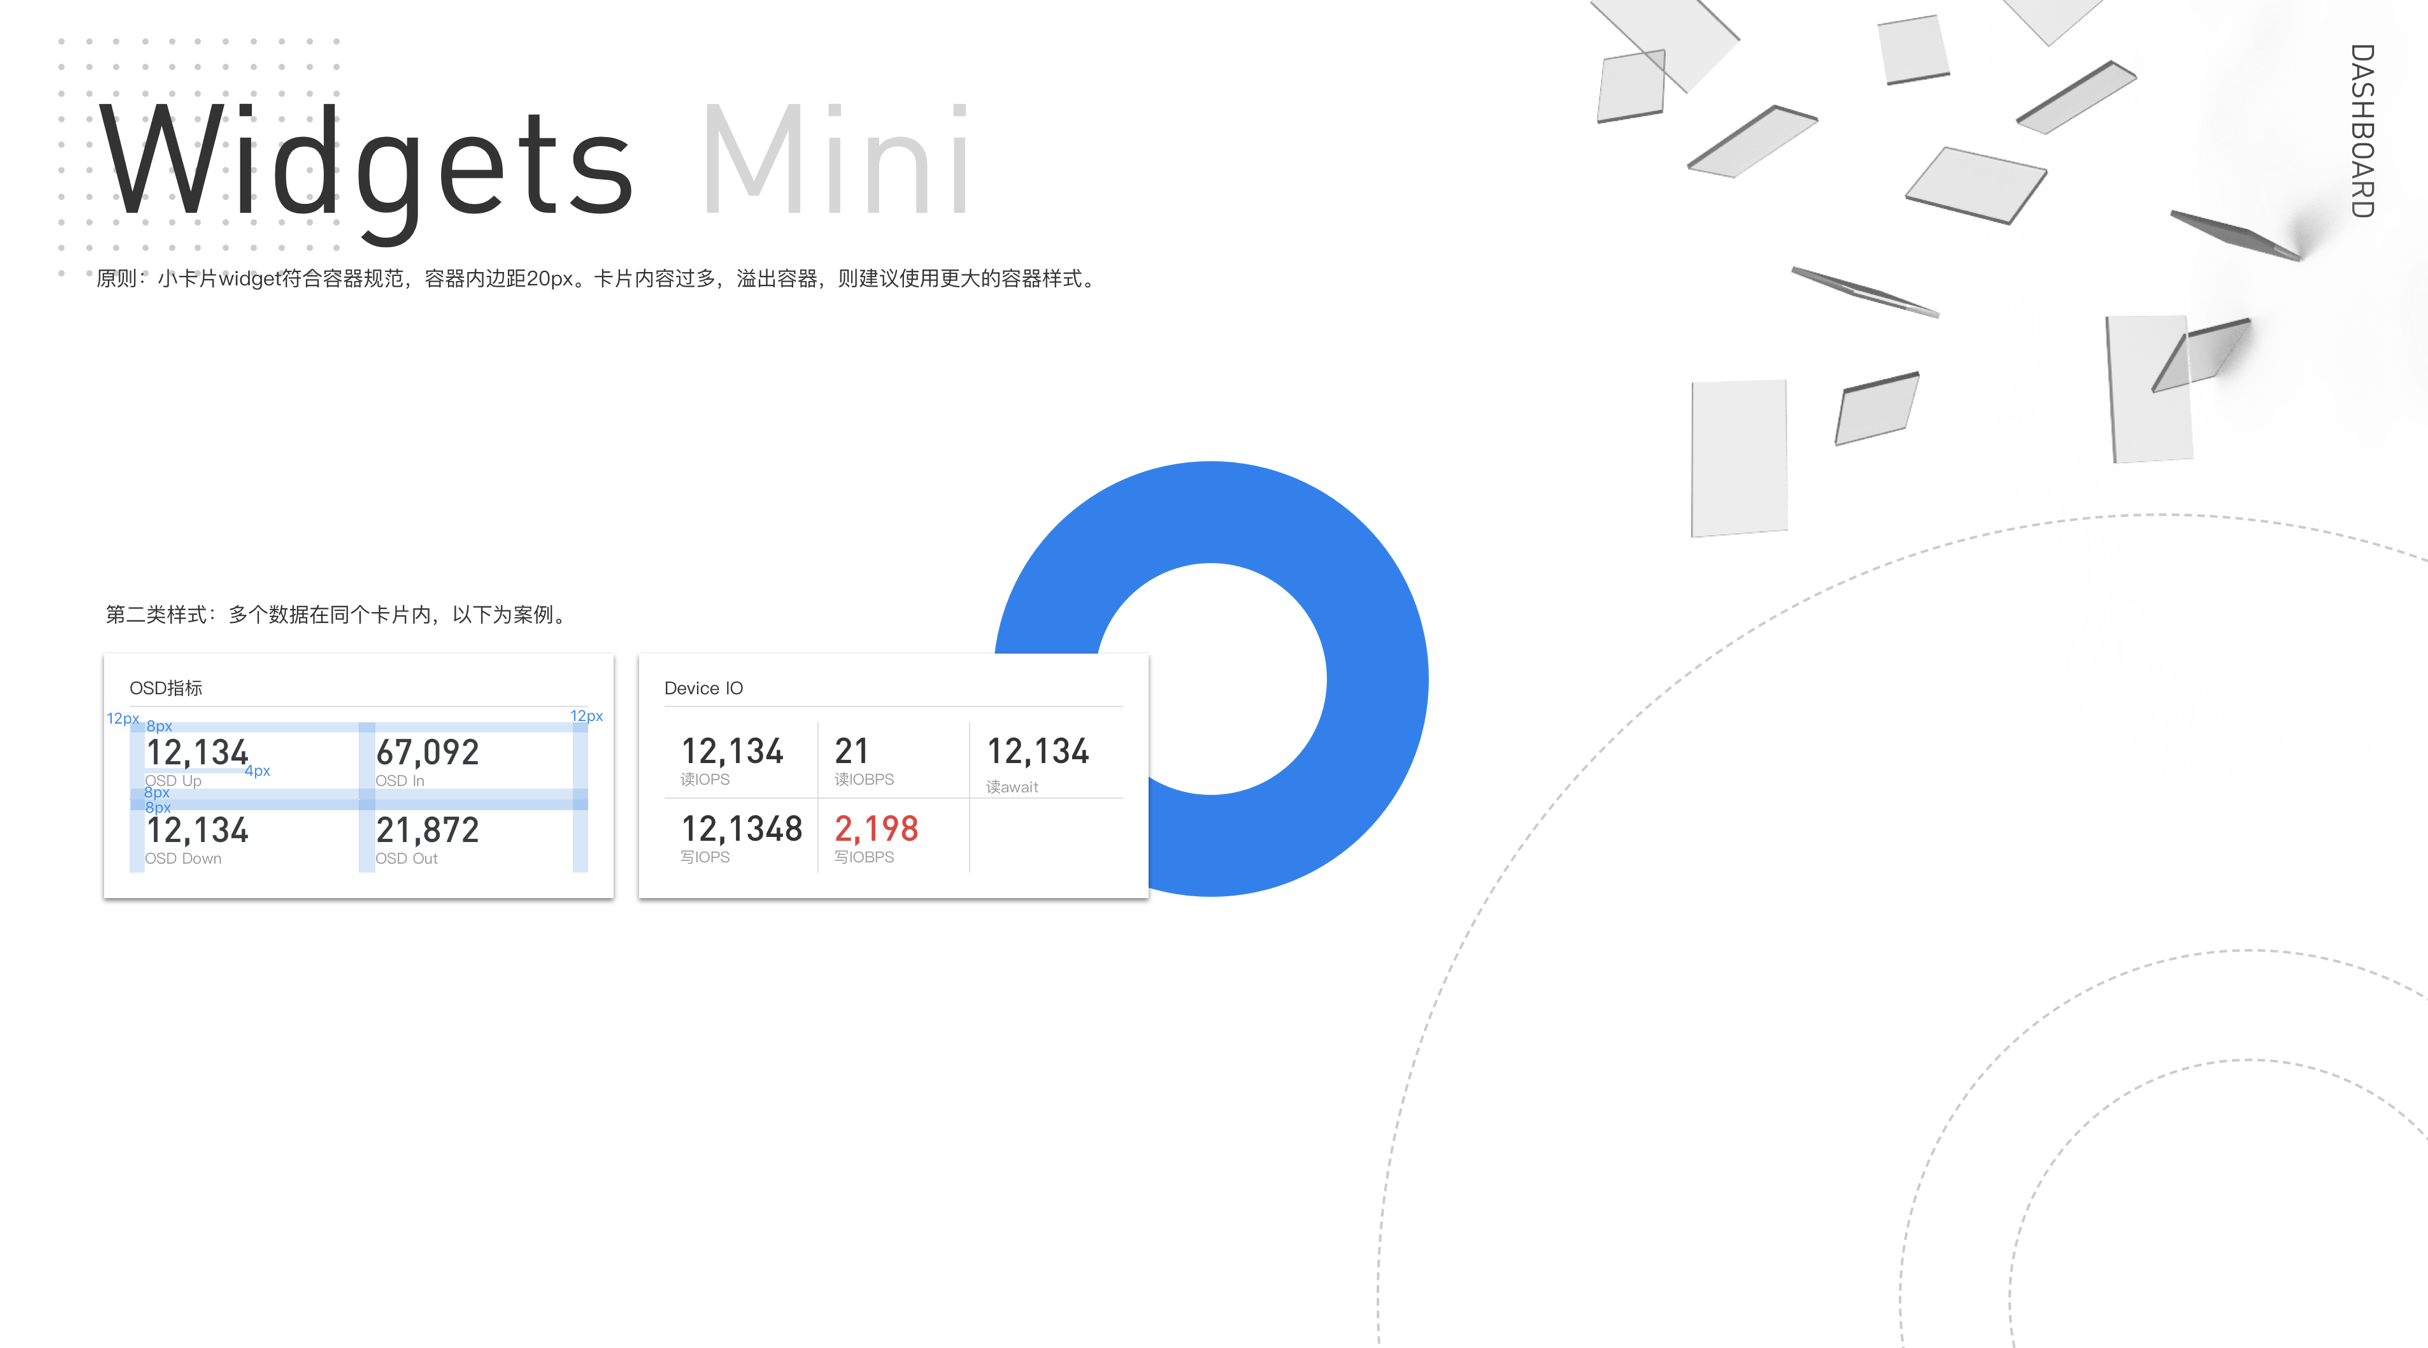 DASHBOARD
Widgets Mini
原则：小卡片widget符合容器规范，容器内边距20px。卡片内容过多，溢出容器，则建议使用更大的容器样式。
第二类样式：多个数据在同个卡片内，以下为案例。
OSD指标
12px 8px 12px
12,134 67,092
4px
OSD Up OSD In
8px
8px
12,134 21,872
OSD Down OSD Out
Device IO
12,134 21 12,134
读IOPS 读IOBPS 读await
12,1348 2,198
写IOPS 写IOBPS